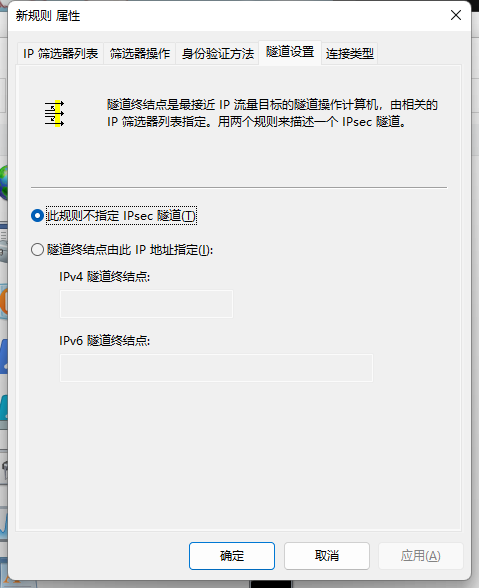 新规则 属性
IP 筛选器列表 筛选器操作 身份验证方法 隧道设置 连接类型
隧道终结点是最接近 IP 流量目标的隧道操作计算机，由相关的
IP 筛选器列表指定。用两个规则来描述一个 IPsec 隧道。
此规则不指定 IPsec 隧道(T)
隧道终结点由此 IP 地址指定(I):
IPv4 隧道终结点:
IPv6 隧道终结点:
确定 取消 应用(A)